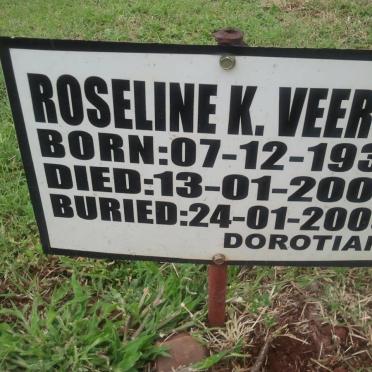 ROSELINE K. VEER
BORN:07-12-193
DIED:13-01-200
BURIED:24-01-200
DOROTIA